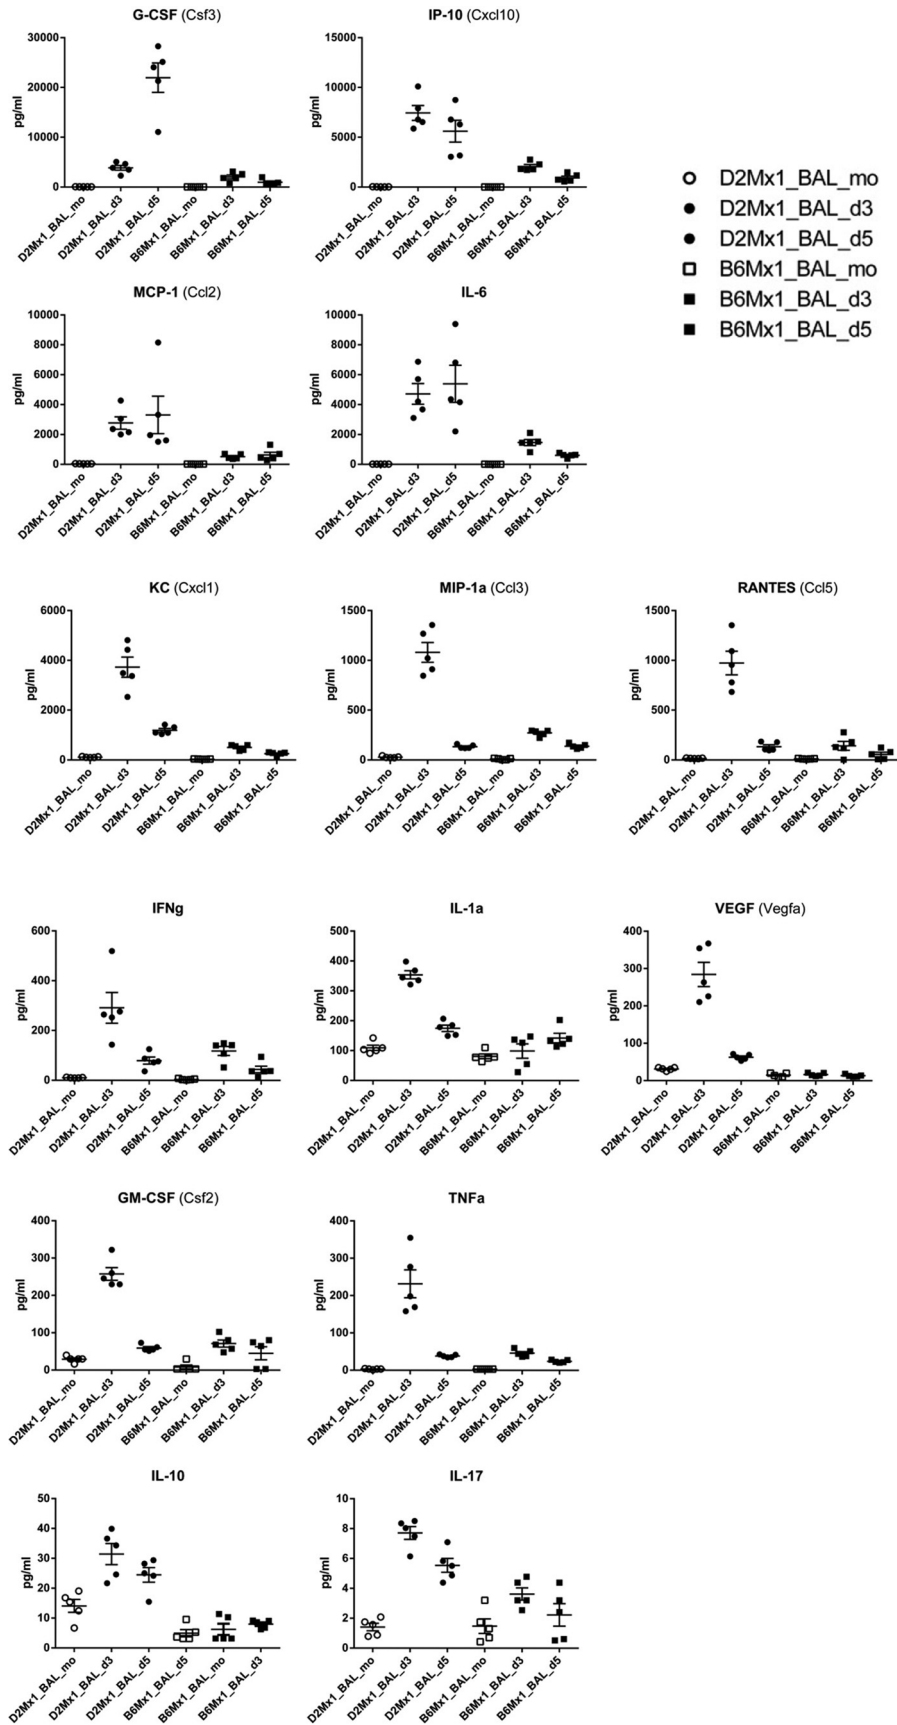 G-CSF (Csf3)
pg/ml
30000
20000
10000
0
D2Mx1_BAL_mo
D2Mx1_BAL_d3
D2Mx1_BAL_d5
B6Mx1_BAL_mo
B6Mx1_BAL_d3
B6Mx1_BAL_d5
IP-10 (Cxcl10)
pg/ml
15000
10000
5000
0
D2Mx1_BAL_mo
D2Mx1_BAL_d3
D2Mx1_BAL_d5
B6Mx1_BAL_mo
B6Mx1_BAL_d3
B6Mx1_BAL_d5
D2Mx1_BAL_mo
D2Mx1_BAL_d3
D2Mx1_BAL_d5
B6Mx1_BAL_mo
B6Mx1_BAL_d3
B6Mx1_BAL_d5
MCP-1 (Ccl2)
pg/ml
10000
8000
6000
4000
2000
0
D2Mx1_BAL_mo
D2Mx1_BAL_d3
D2Mx1_BAL_d5
B6Mx1_BAL_mo
B6Mx1_BAL_d3
B6Mx1_BAL_d5
IL-6
pg/ml
10000
8000
6000
4000
2000
0
D2Mx1_BAL_mo
D2Mx1_BAL_d3
D2Mx1_BAL_d5
B6Mx1_BAL_mo
B6Mx1_BAL_d3
B6Mx1_BAL_d5
KC (Cxcl1)
pg/ml
6000
4000
2000
0
D2Mx1_BAL_mo
D2Mx1_BAL_d3
D2Mx1_BAL_d5
B6Mx1_BAL_mo
B6Mx1_BAL_d3
B6Mx1_BAL_d5
MIP-1a (Ccl3)
pg/ml
1500
1000
500
0
D2Mx1_BAL_mo
D2Mx1_BAL_d3
D2Mx1_BAL_d5
B6Mx1_BAL_mo
B6Mx1_BAL_d3
B6Mx1_BAL_d5
RANTES (Ccl5)
pg/ml
1500
1000
500
0
D2Mx1_BAL_mo
D2Mx1_BAL_d3
D2Mx1_BAL_d5
B6Mx1_BAL_mo
B6Mx1_BAL_d3
B6Mx1_BAL_d5
IFNg
pg/ml
600
400
200
0
D2Mx1_BAL_mo
D2Mx1_BAL_d3
D2Mx1_BAL_d5
B6Mx1_BAL_mo
B6Mx1_BAL_d3
B6Mx1_BAL_d5
IL-1a
pg/ml
500
400
300
200
100
0
D2Mx1_BAL_mo
D2Mx1_BAL_d3
D2Mx1_BAL_d5
B6Mx1_BAL_mo
B6Mx1_BAL_d3
B6Mx1_BAL_d5
VEGF (Vegfa)
pg/ml
400
300
200
100
0
D2Mx1_BAL_mo
D2Mx1_BAL_d3
D2Mx1_BAL_d5
B6Mx1_BAL_mo
B6Mx1_BAL_d3
B6Mx1_BAL_d5
GM-CSF (Csf2)
pg/ml
400
300
200
100
0
D2Mx1_BAL_mo
D2Mx1_BAL_d3
D2Mx1_BAL_d5
B6Mx1_BAL_mo
B6Mx1_BAL_d3
B6Mx1_BAL_d5
TNFa
pg/ml
400
300
200
100
0
D2Mx1_BAL_mo
D2Mx1_BAL_d3
D2Mx1_BAL_d5
B6Mx1_BAL_mo
B6Mx1_BAL_d3
B6Mx1_BAL_d5
IL-10
pg/ml
50
40
30
20
10
0
D2Mx1_BAL_mo
D2Mx1_BAL_d3
D2Mx1_BAL_d5
B6Mx1_BAL_d5
B6Mx1_BAL_mo
B6Mx1_BAL_d3
IL-17
pg/ml
10
8
6
4
2
0
D2Mx1_BAL_mo
D2Mx1_BAL_d3
D2Mx1_BAL_d5
B6Mx1_BAL_mo
B6Mx1_BAL_d3
B6Mx1_BAL_d5